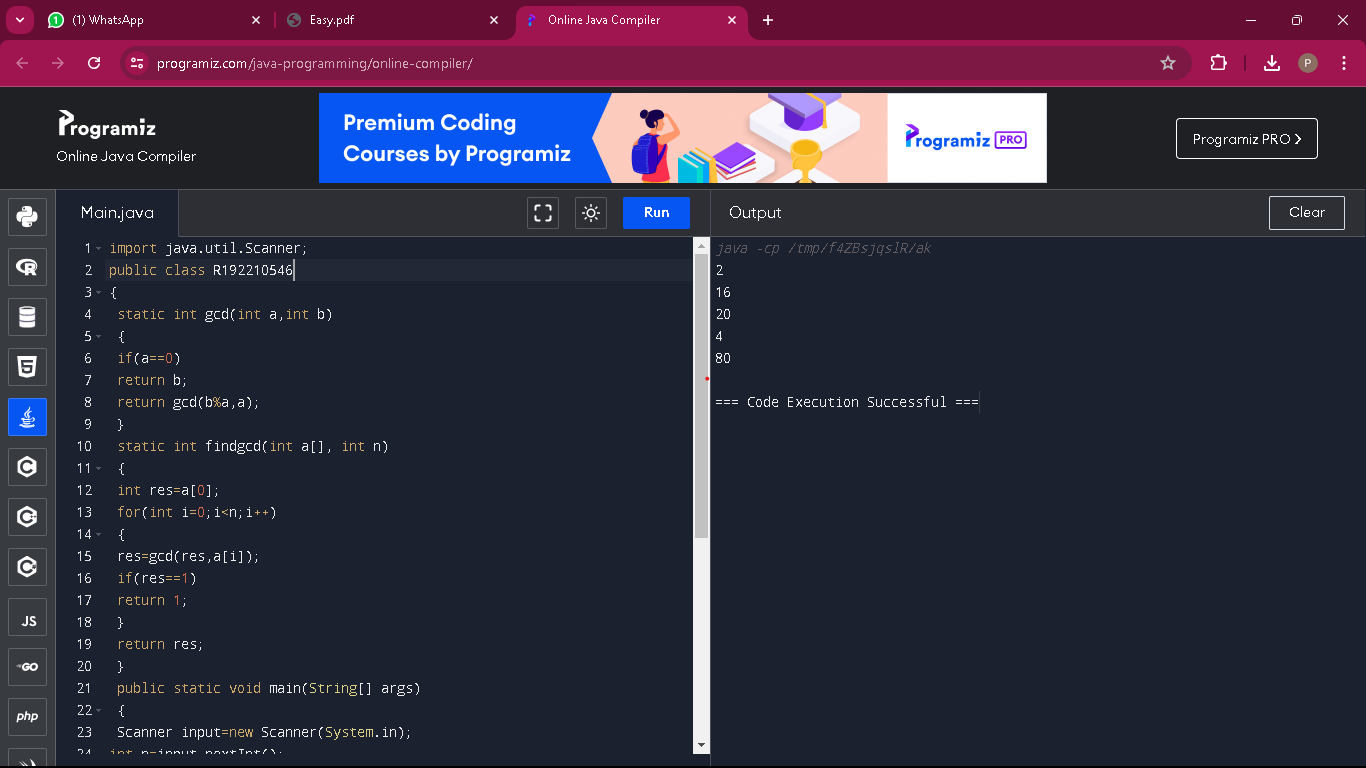 (1) WhatsApp
Easy.pdf
Online Java Compiler
programiz.com/java-programming/online-compiler/
P
Programiz
Online Java Compiler
Premium Coding
Courses by Programiz
Programiz PRO
Programiz PRO >
Main.java
Run
Output
Clear
1 import java.util.Scanner;
2 public class R192210546
3 {
4 static int gcd(int a,int b)
5 {
6 if(a==0)
7 return b;
8 return gcd(b%a,a);
9 }
10 static int findgcd(int a[], int n)
11 {
12 int res=a[0];
13 for(int i=0;i<n;i++)
14 {
15 res=gcd(res,a[i]);
16 if(res==1)
17 return 1;
18 }
19 return res;
20 }
21 public static void main(String[] args)
22 {
23 Scanner input=new Scanner(System.in);
24 int n=input.nextInt();
java -cp /tmp/f4ZBsjqslR/ak
2
16
20
4
80
=== Code Execution Successful ===
R
5
C
C
C
JS
GO
php